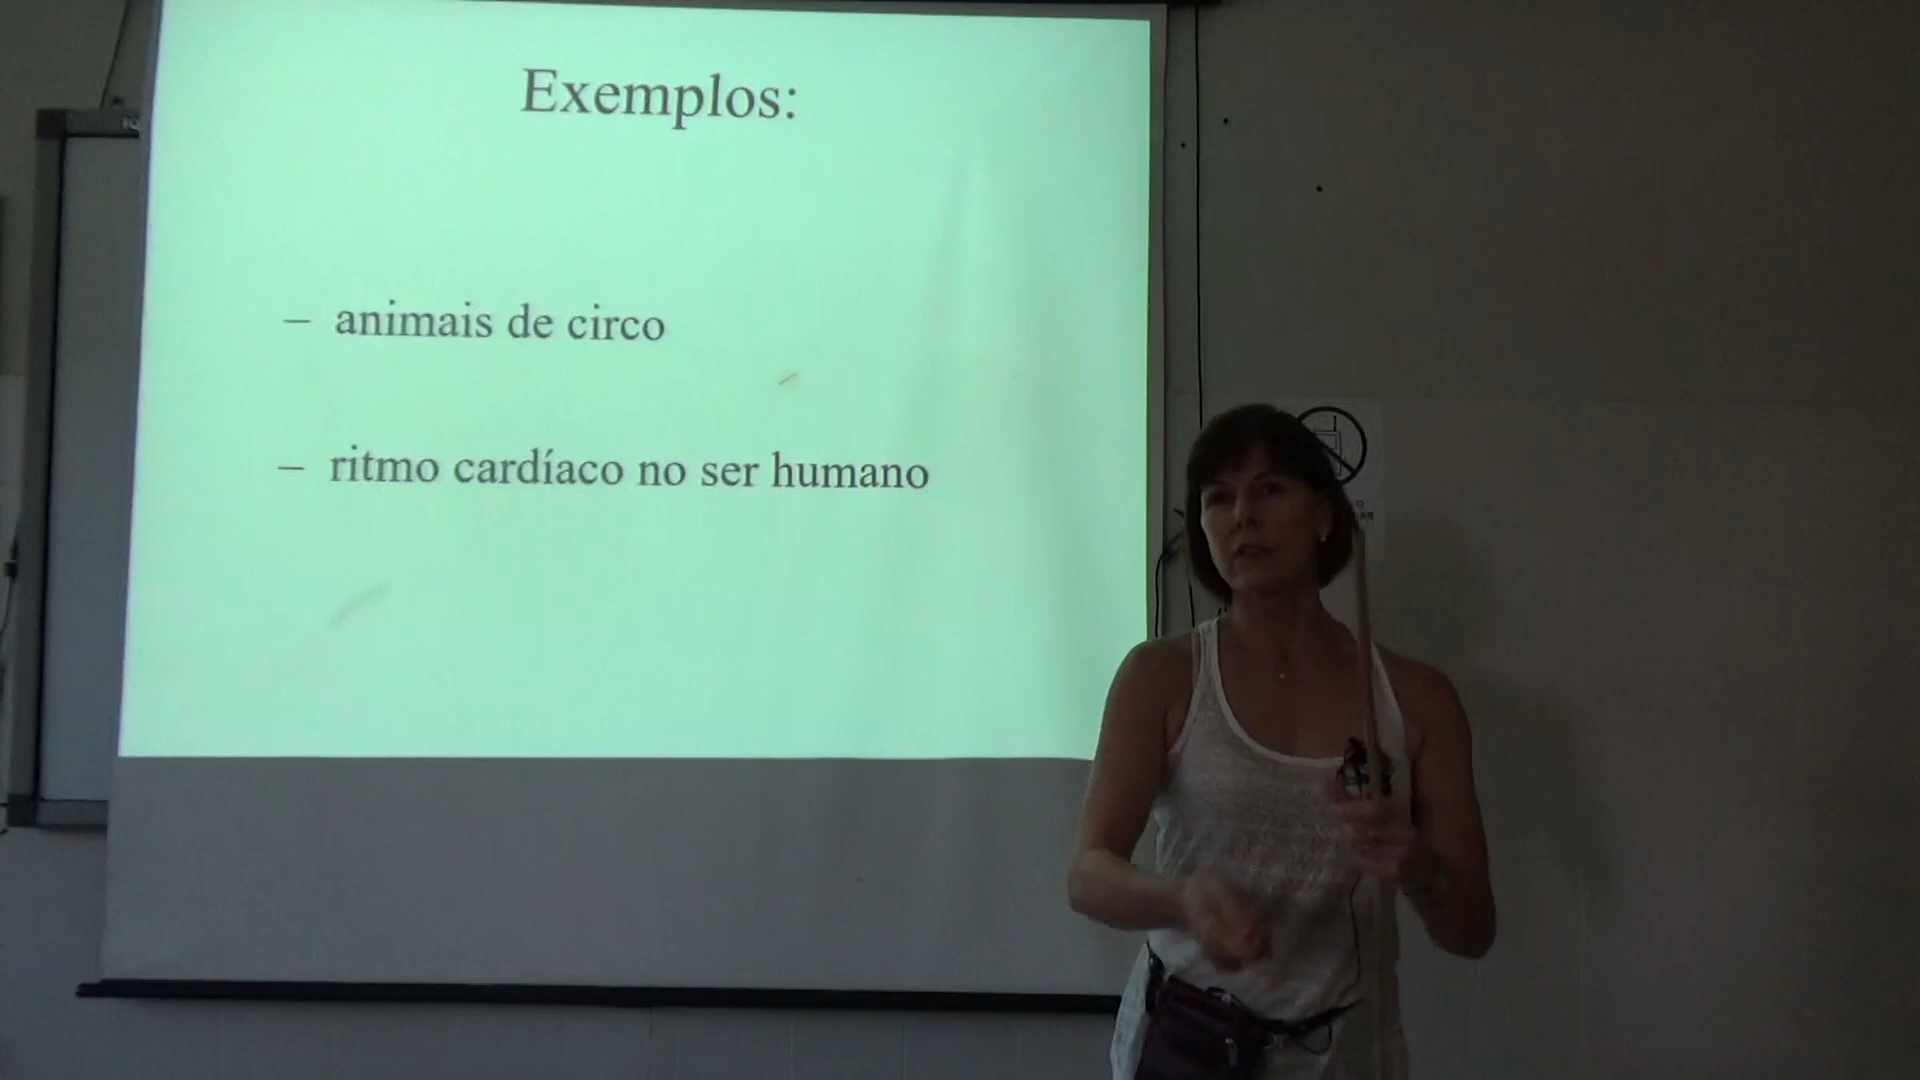 Exemplos:
– animais de circo
– ritmo cardíaco no ser humano